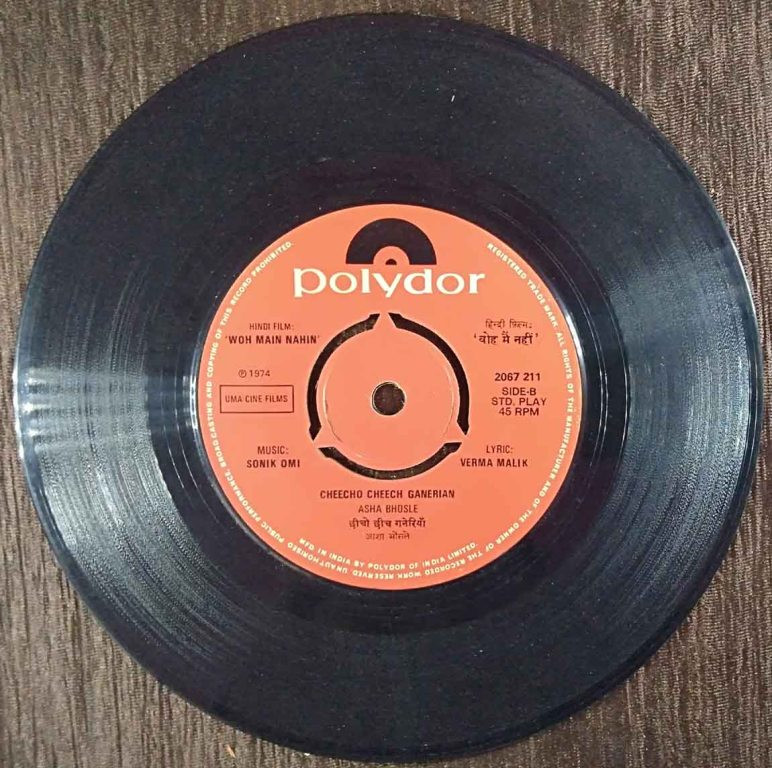 polydor
HINDI FILM:
'WOH MAIN NAHIN'
हिन्दी फ़िल्म:
'वोह मैं नहीं'
℗ 1974
UMA CINE FILMS
2067 211
SIDE-B
STD. PLAY
45 RPM
MUSIC:
SONIK OMI
LYRIC:
VERMA MALIK
CHEECHO CHEECH GANERIAN
ASHA BHOSLE
छीचो छीच गनेरियाँ
आशा भोसले
REGISTERED TRADE MARK. ALL RIGHTS OF THE MANUFACTURER AND OF THE OWNER OF THE RECORDED WORK RESERVED. UNAUTHORISED PUBLIC PERFORMANCE, BROADCASTING AND COPYING OF THIS RECORD PROHIBITED.
MFD. IN INDIA BY POLYDOR OF INDIA LIMITED.